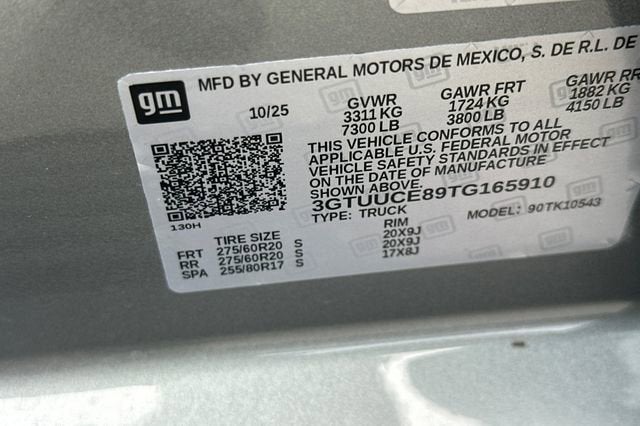 gm
MFD BY GENERAL MOTORS DE MEXICO, S. DE R.L. DE
10/25
GVWR
3311 KG
7300 LB
GAWR FRT
1724 KG
3800 LB
GAWR RR
1882 KG
4150 LB
THIS VEHICLE CONFORMS TO ALL
APPLICABLE U.S. FEDERAL MOTOR
VEHICLE SAFETY STANDARDS IN EFFECT
ON THE DATE OF MANUFACTURE
SHOWN ABOVE.
3GTUUCE89TG165910
TYPE: TRUCK
MODEL: 90TK10543
130H
TIRE SIZE
RIM
FRT 275/60R20 S 20X9J
RR 275/60R20 S 20X9J
SPA 255/80R17 S 17X8J